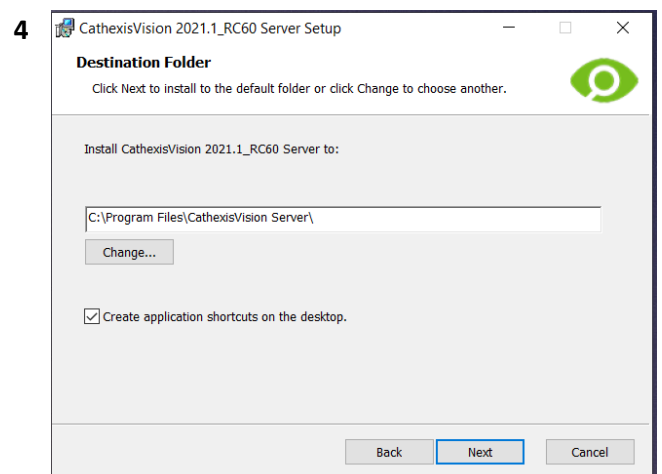 4
CathexisVision 2021.1_RC60 Server Setup
Destination Folder
Click Next to install to the default folder or click Change to choose another.
Install CathexisVision 2021.1_RC60 Server to:
C:\Program Files\CathexisVision Server\
Change...
Create application shortcuts on the desktop.
Back Next Cancel